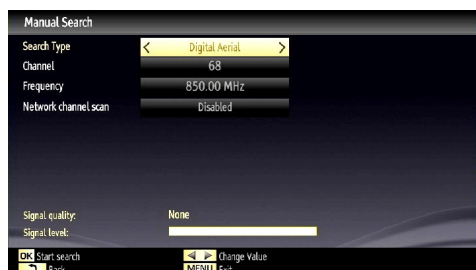 Manual Search
Search Type < Digital Aerial >
Channel 68
Frequency 850.00 MHz
Network channel scan Disabled
Signal quality: None
Signal level:
OK Start search ◀ ▶ Change Value
Back MENU Exit